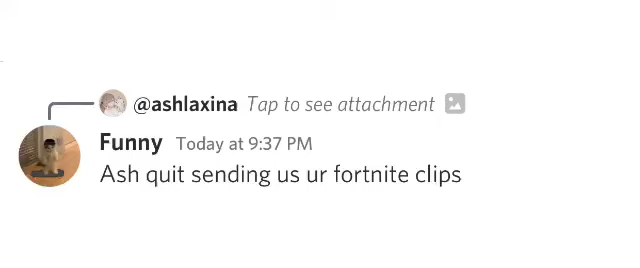 @ashlaxina Tap to see attachment
Funny Today at 9:37 PM
Ash quit sending us ur fortnite clips